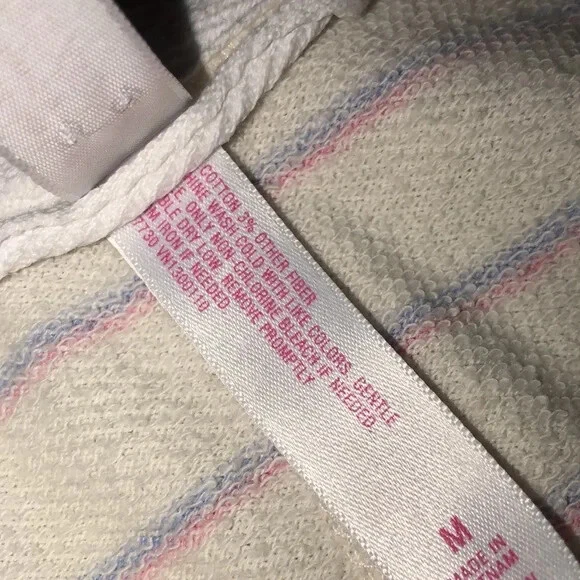 COTTON 3% OTHER FIBER
WASH COLD WITH LIKE COLORS, GENTLE
ONLY NON-CHLORINE BLEACH IF NEEDED.
DRY LOW. REMOVE PROMPTLY
IRON IF NEEDED
VN1360110
M
MADE IN